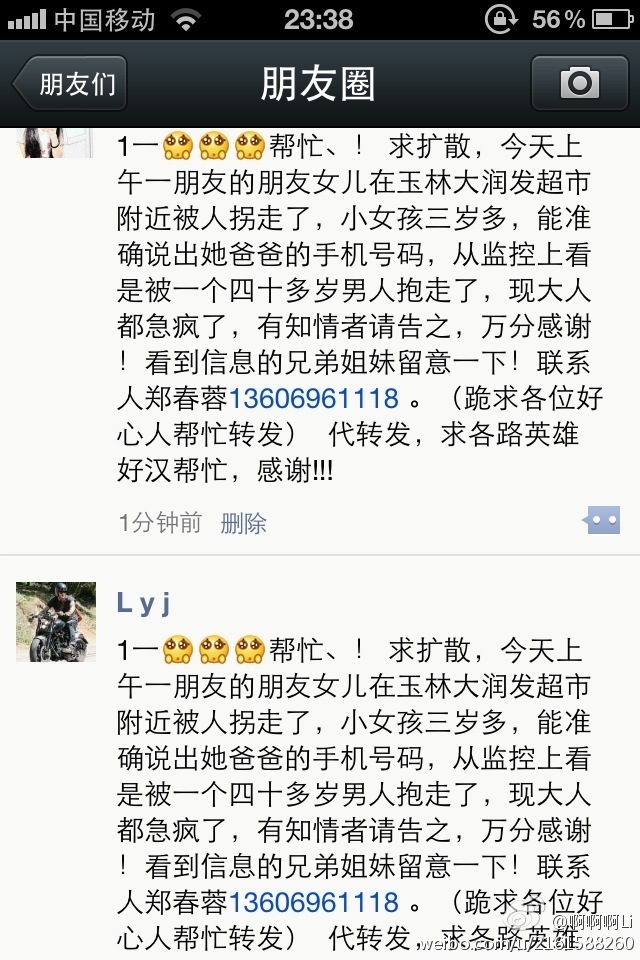 中国移动 23:38 56%
朋友们 朋友圈
1一🥺🥺🥺帮忙、！ 求扩散，今天上
午一朋友的朋友女儿在玉林大润发超市
附近被人拐走了，小女孩三岁多，能准
确说出她爸爸的手机号码，从监控上看
是被一个四十多岁男人抱走了，现大人
都急疯了，有知情者请告之，万分感谢
！看到信息的兄弟姐妹留意一下！联系
人郑春蓉13606961118 。（跪求各位好
心人帮忙转发） 代转发，求各路英雄
好汉帮忙，感谢!!!
1分钟前 删除
L y j
1一🥺🥺🥺帮忙、！ 求扩散，今天上
午一朋友的朋友女儿在玉林大润发超市
附近被人拐走了，小女孩三岁多，能准
确说出她爸爸的手机号码，从监控上看
是被一个四十多岁男人抱走了，现大人
都急疯了，有知情者请告之，万分感谢
！看到信息的兄弟姐妹留意一下！联系
人郑春蓉13606961118 。（跪求各位好
心人帮忙转发） 代转发，求各路英雄
@啊啊啊Li
weibo.com/u/2161588260